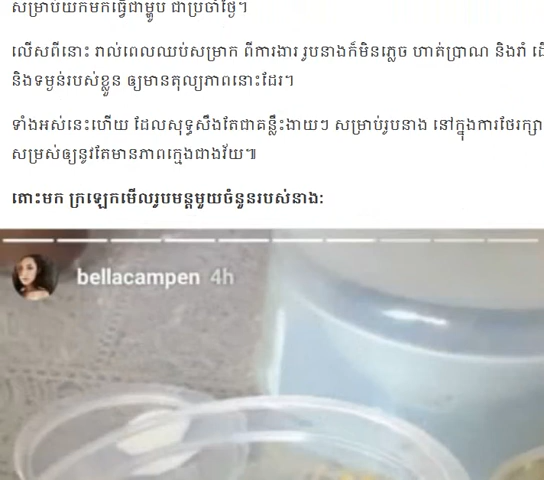 សម្រាប់យកមកធ្វើជាម្ហូប ជាប្រចាំថ្ងៃ។
លើសពីនោះ រាល់ពេលឈប់សម្រាក ពីការងារ រូបនាងក៏មិនភ្លេច ហាត់ប្រាណ និងរាំ ដើ
និងទម្ងន់របស់ខ្លួន ឲ្យមានតុល្យភាពនោះដែរ។
ទាំងអស់នេះហើយ ដែលសុទ្ធសឹងតែជាគន្លឹះងាយៗ សម្រាប់រូបនាង នៅក្នុងការថែរក្សា
សម្រស់ឲ្យនូវតែមានភាពក្មេងជាងវ័យ៕
តោះមក ក្រឡេកមើលរូបមន្តមួយចំនួនរបស់នាង:
bellacampen 4h